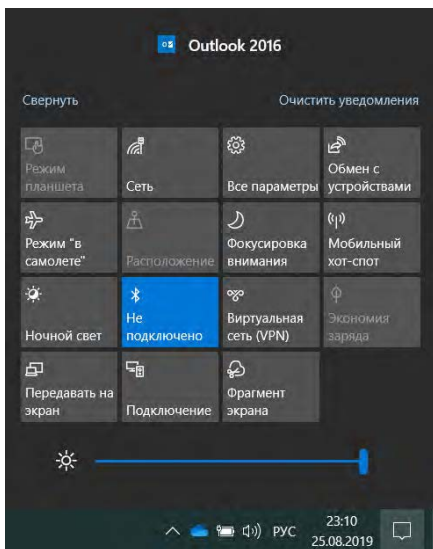 Outlook 2016
Свернуть Очистить уведомления
Режим планшета
Сеть
Все параметры
Обмен с устройствами
Режим "в самолете"
Расположение
Фокусировка внимания
Мобильный хот-спот
Ночной свет
Не подключено
Виртуальная сеть (VPN)
Экономия заряда
Передавать на экран
Подключение
Фрагмент экрана
РУС
23:10
25.08.2019